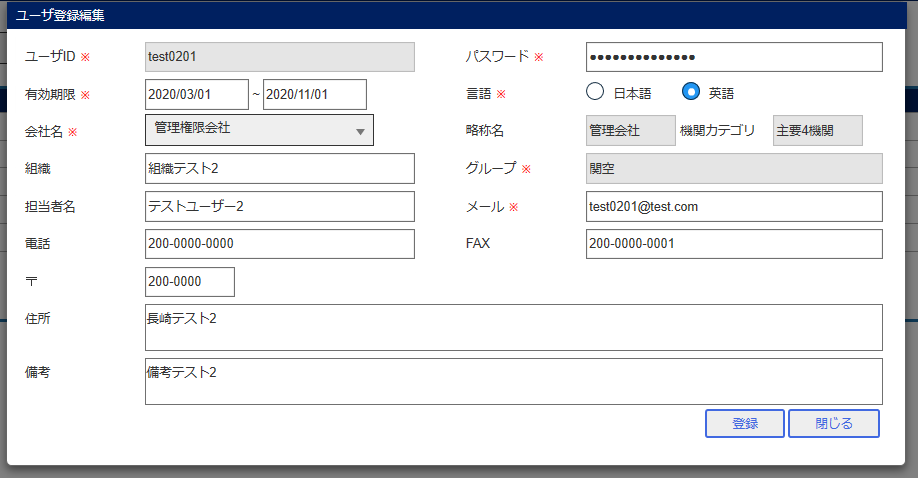 ユーザ登録編集
ユーザID ※ test0201 パスワード ※ ●●●●●●●●●●●●●●
有効期限 ※ 2020/03/01 ~ 2020/11/01 言語 ※ 日本語 英語
会社名 ※ 管理権限会社 略称名 管理会社 機関カテゴリ 主要4機関
組織 組織テスト2 グループ ※ 関空
担当者名 テストユーザー2 メール ※ test0201@test.com
電話 200-0000-0000 FAX 200-0000-0001
〒 200-0000
住所 長崎テスト2
備考 備考テスト2
登録 閉じる